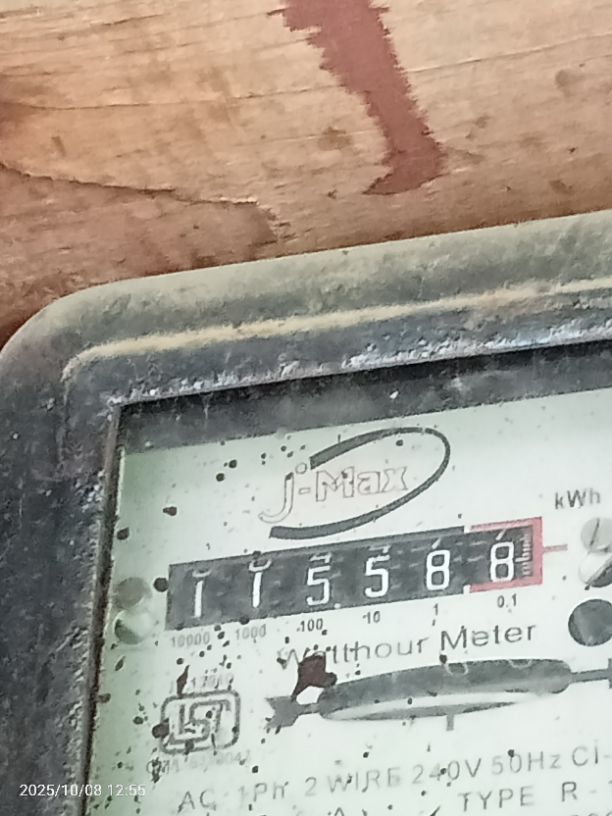 j-Max
kWh
1 1 5 5 8 8
10000 1000 100 10 1 0.1
Watthour Meter
AC 1Ph 2 WIRE 240V 50Hz Cl-
TYPE R -
2025/10/08 12:55